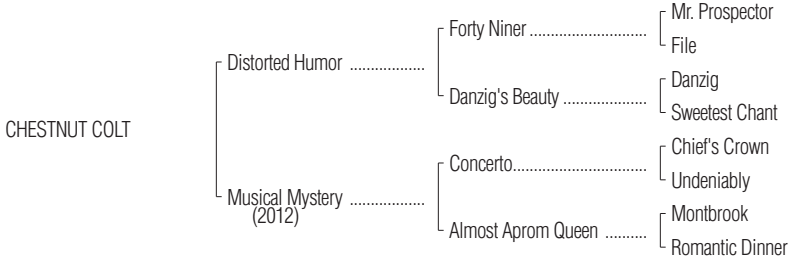 CHESTNUT COLT
Distorted Humor ..................
Musical Mystery ..................
(2012)
Forty Niner ............................
Danzig's Beauty ....................
Concerto................................
Almost Aprom Queen ..........
Mr. Prospector
File
Danzig
Sweetest Chant
Chief's Crown
Undeniably
Montbrook
Romantic Dinner